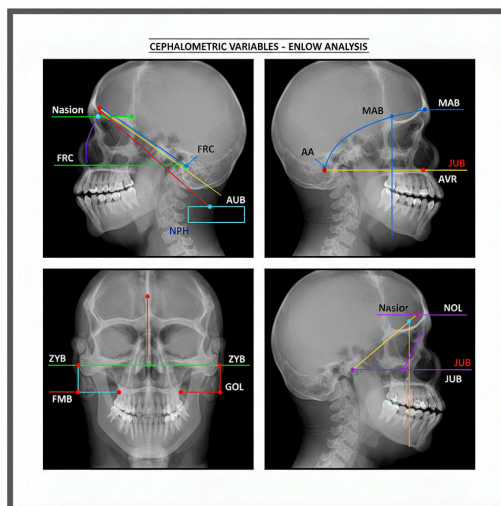 CEPHALOMETRIC VARIABLES - ENLOW ANALYSIS
Nasion
FRC
FRC
AUB
NPH
MAB
MAB
AA
JUB
AVR
ZYB
ZYB
FMB
GOL
Nasior
NOL
JUB
JUB